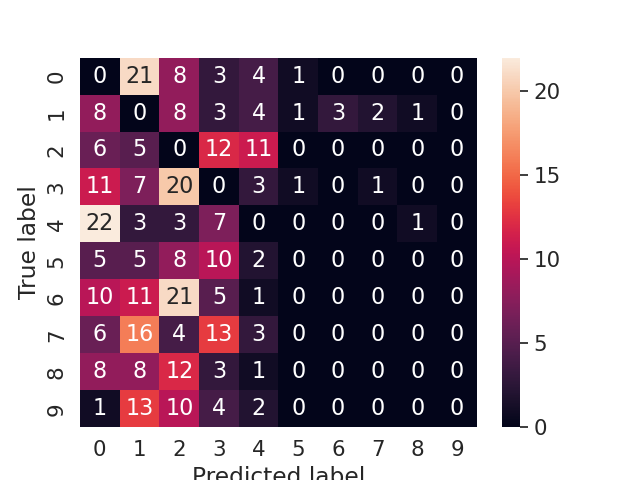 0 21 8 3 4 1 0 0 0 0 0
1 8 0 8 3 4 1 3 2 1 0
2 6 5 0 12 11 0 0 0 0 0
3 11 7 20 0 3 1 0 1 0 0
4 22 3 3 7 0 0 0 0 1 0
5 5 5 8 10 2 0 0 0 0 0
6 10 11 21 5 1 0 0 0 0 0
7 6 16 4 13 3 0 0 0 0 0
8 8 8 12 3 1 0 0 0 0 0
9 1 13 10 4 2 0 0 0 0 0
0 1 2 3 4 5 6 7 8 9
Predicted label
True label
20
15
10
5
0